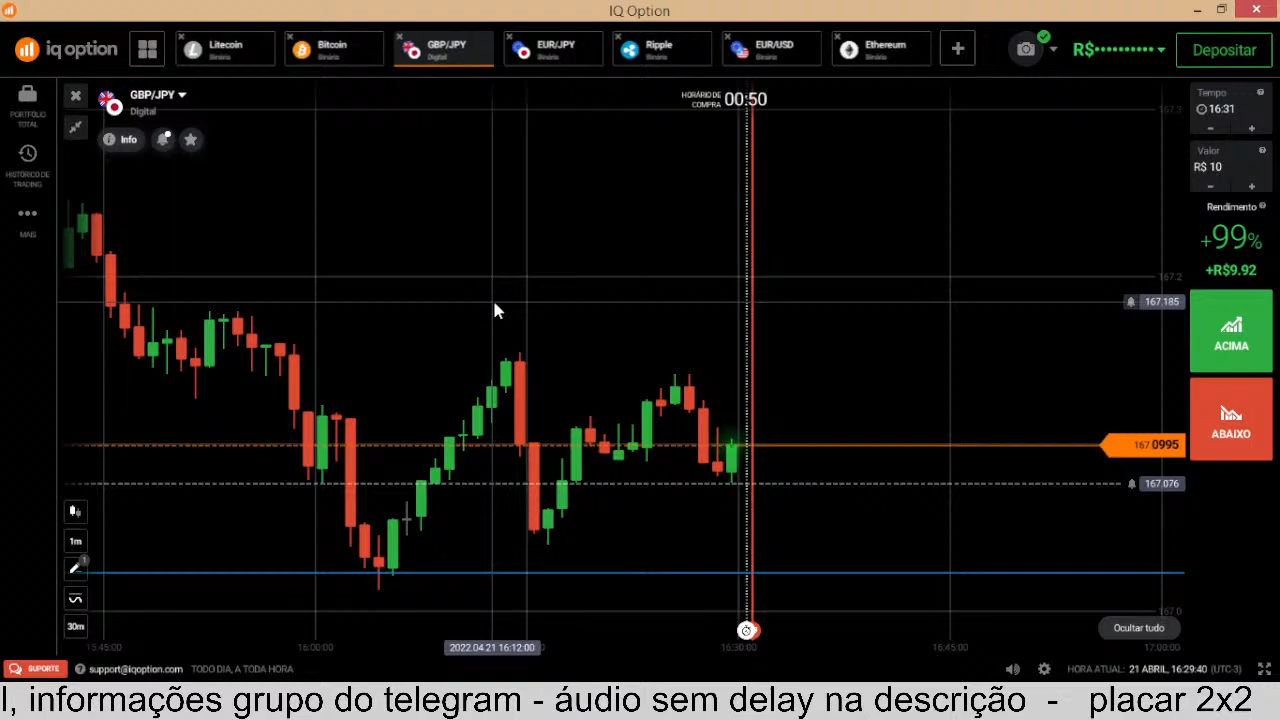 IQ Option
iq option
Litecoin
Binária
Bitcoin
Binária
GBP/JPY
Digital
EUR/JPY
Binária
Ripple
Binária
EUR/USD
Binária
Ethereum
Binária
+
R$••••••••••
Depositar
PORTFÓLIO
TOTAL
HISTÓRICO DE
TRADING
MAIS
GBP/JPY
Digital
Info
HORÁRIO DE
COMPRA
00:50
167.3
167.2
167.185
167.0995
167.076
167.0
Tempo
16:31
- +
Valor
R$ 10
- +
Rendimento
+99%
+R$9.92
ACIMA
ABAIXO
1m
1
30m
Ocultar tudo
15:45:00
16:00:00
2022.04.21 16:12:00
16:30:00
16:45:00
17:00:00
SUPORTE
support@iqoption.com
TODO DIA, À TODA HORA
HORA ATUAL: 21 ABRIL, 16:29:40 (UTC-3)
l, informações grupo do telegram - áudio sem delay na descrição - placar 2x2